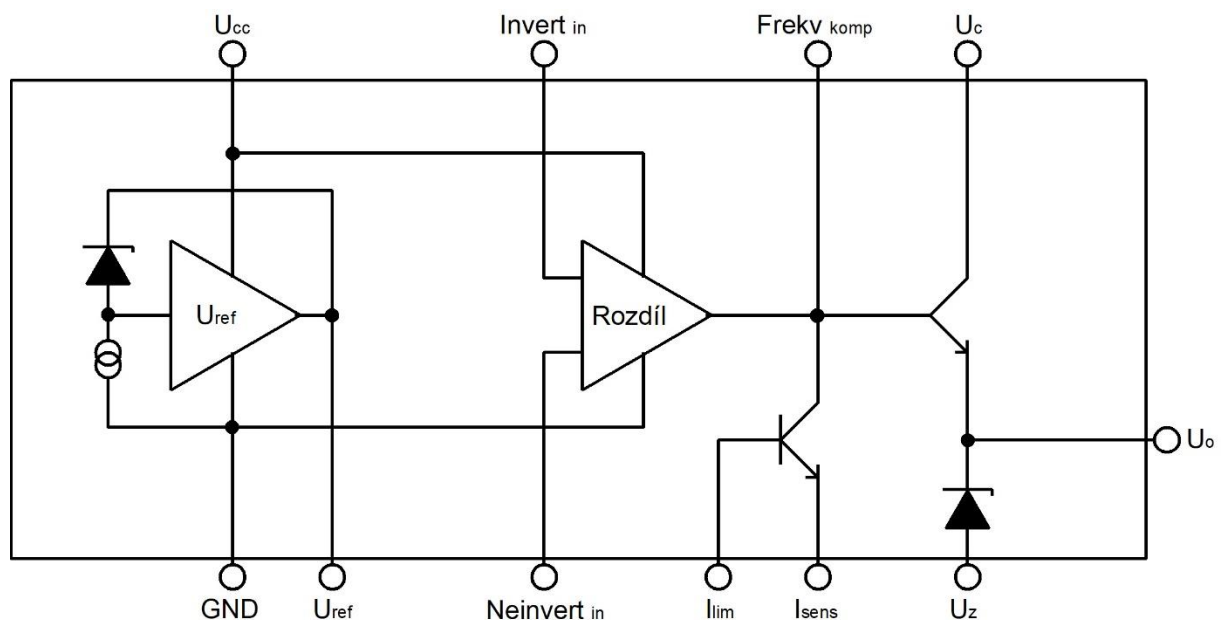 Ucc
Invert in
Frekv komp
Uc
Uref
Rozdíl
Uo
GND
Uref
Neinvert in
Ilim
Isens
Uz